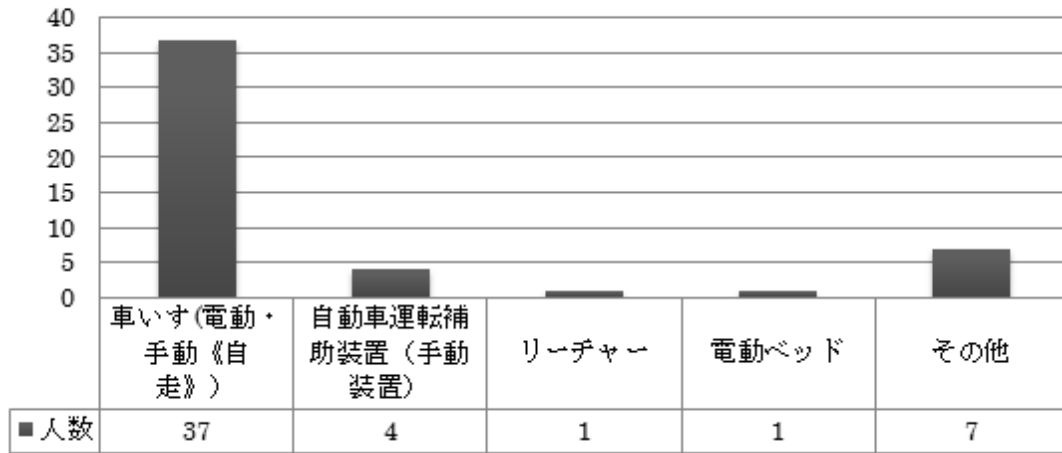 40
35
30
25
20
15
10
5
0
車いす(電動・
手動《自
走》)
自動車運転補
助装置（手動
装置）
リーチャー
電動ベッド
その他
■人数 37 4 1 1 7